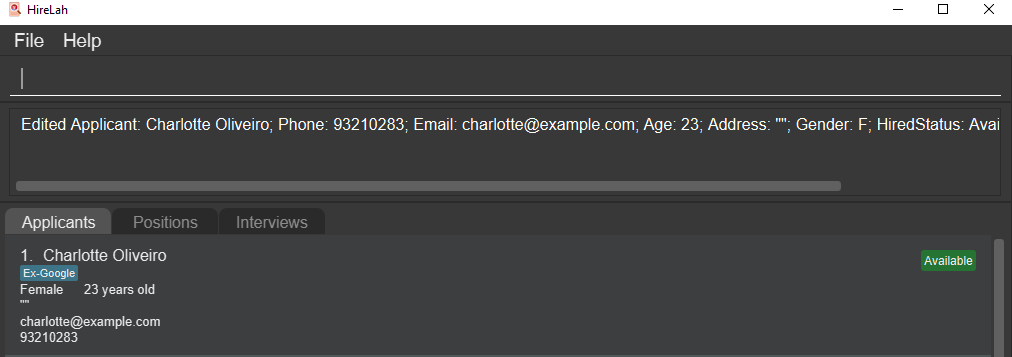 HireLah
File Help
Edited Applicant: Charlotte Oliveiro; Phone: 93210283; Email: charlotte@example.com; Age: 23; Address: ""; Gender: F; HiredStatus: Avai
Applicants Positions Interviews
1. Charlotte Oliveiro
Available
Ex-Google
Female 23 years old
""
charlotte@example.com
93210283